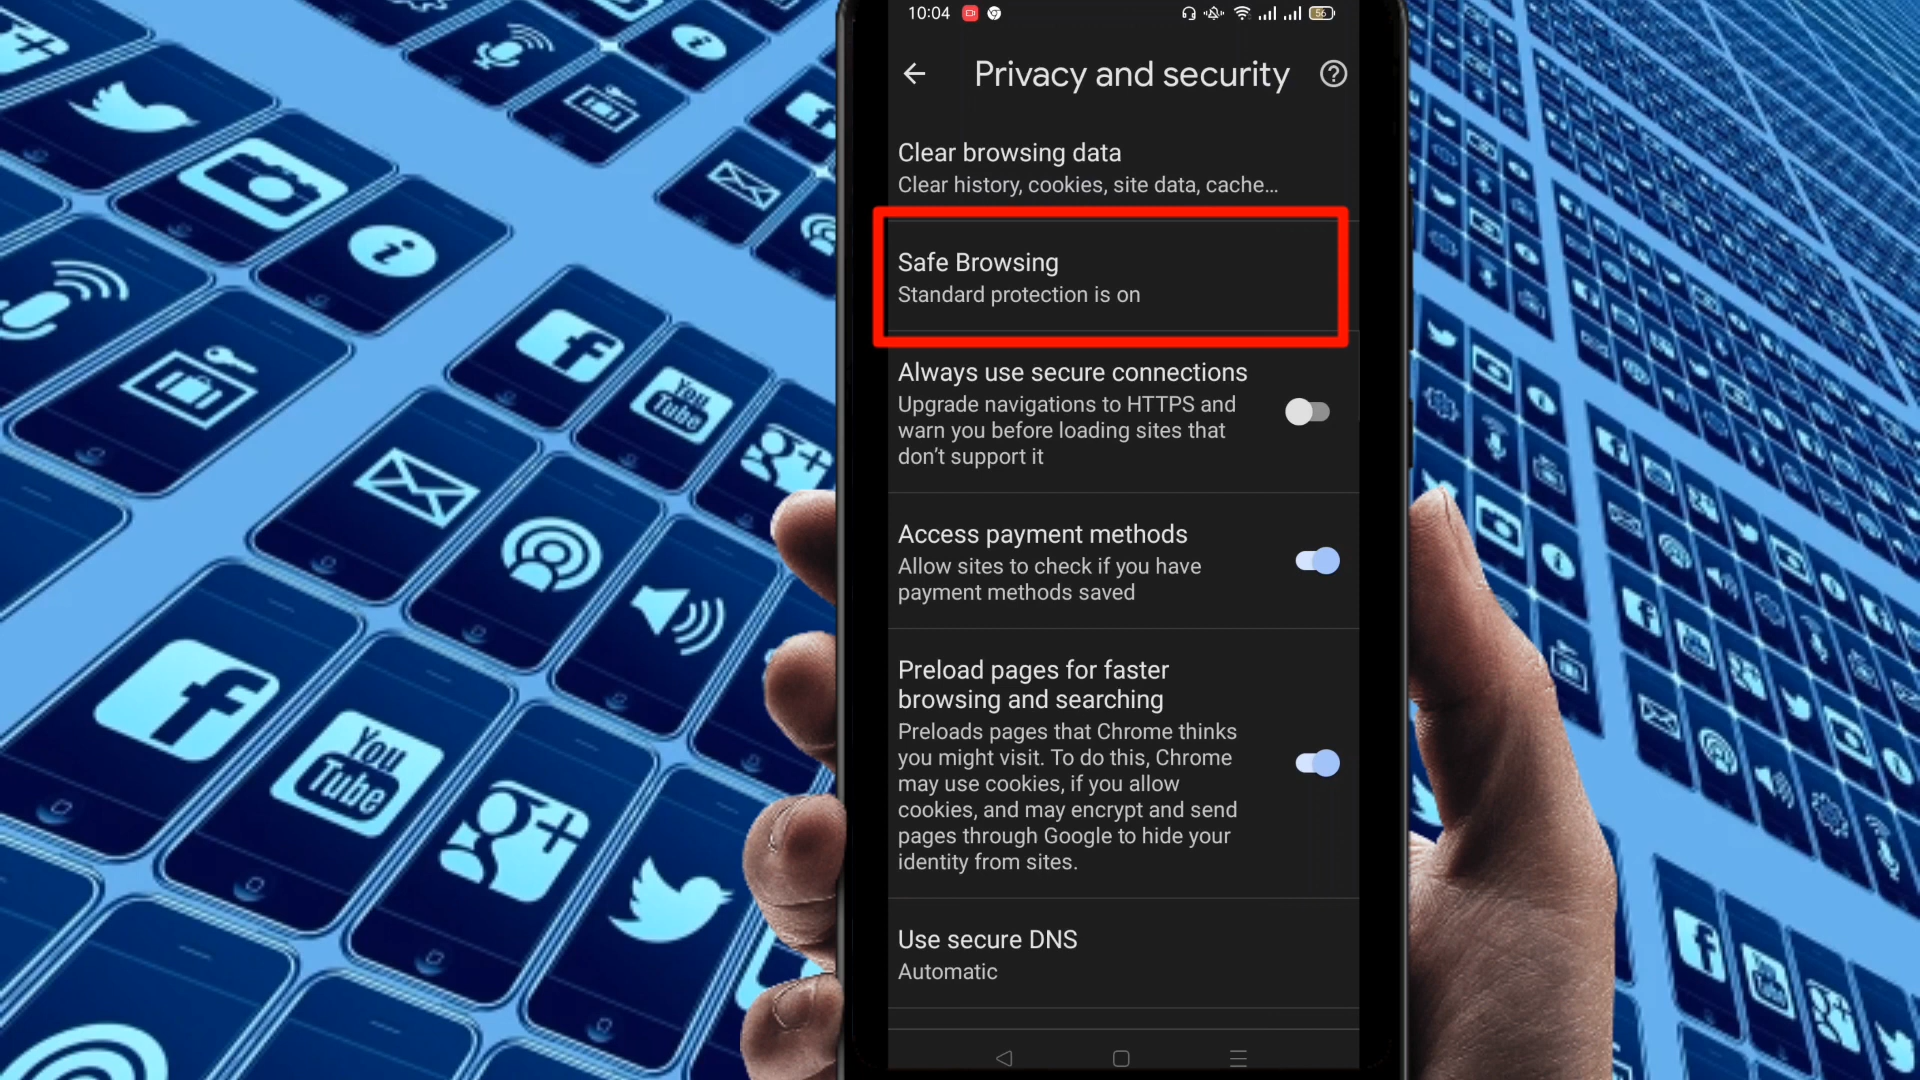 10:04
56
Privacy and security
Clear browsing data
Clear history, cookies, site data, cache…
Safe Browsing
Standard protection is on
Always use secure connections
Upgrade navigations to HTTPS and
warn you before loading sites that
don't support it
Access payment methods
Allow sites to check if you have
payment methods saved
Preload pages for faster
browsing and searching
Preloads pages that Chrome thinks
you might visit. To do this, Chrome
may use cookies, if you allow
cookies, and may encrypt and send
pages through Google to hide your
identity from sites.
Use secure DNS
Automatic
You
Tube
You
Tube